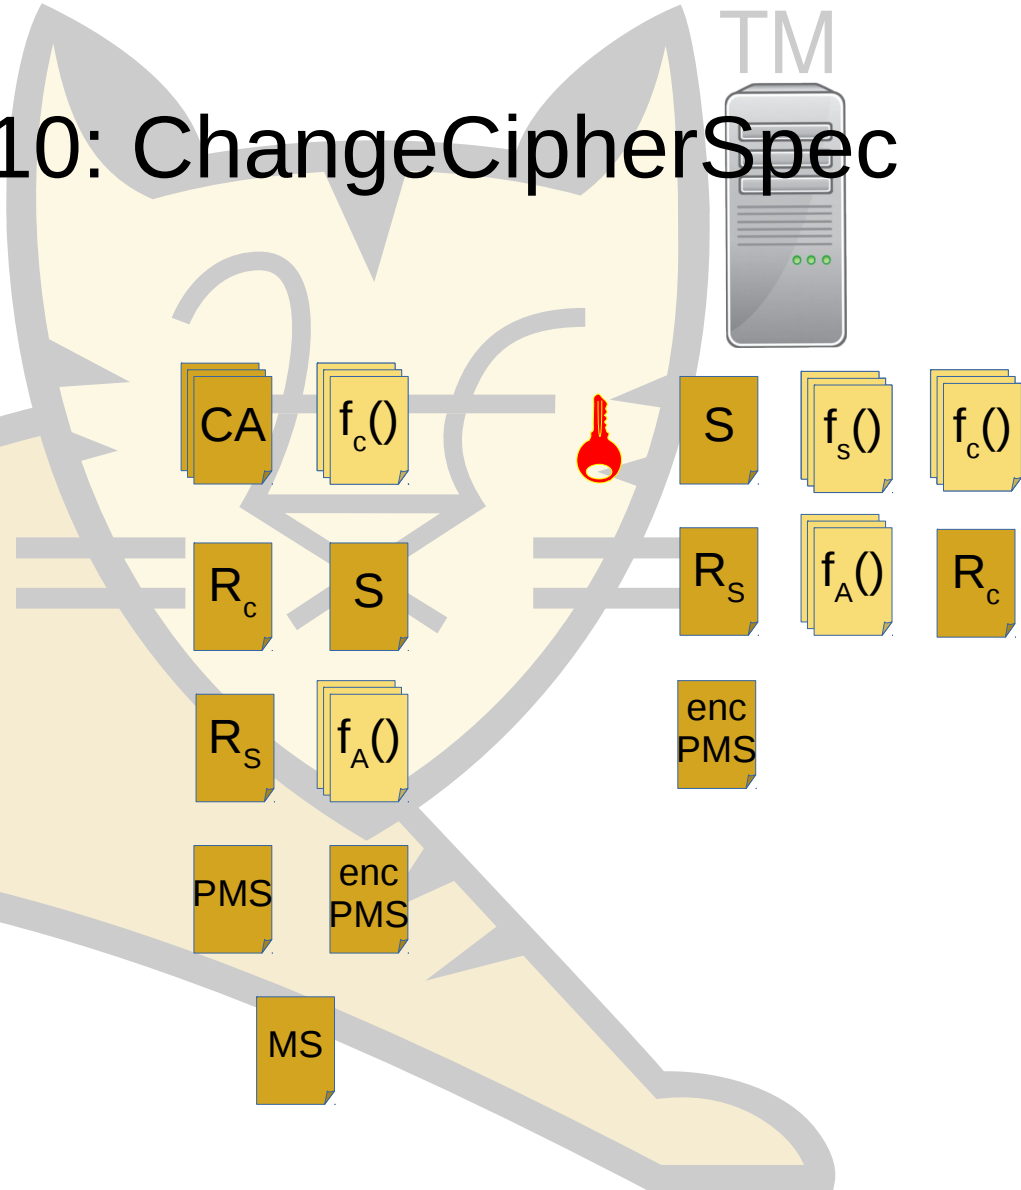 TM
10: ChangeCipherSpec
CA
fc()
S
fs()
fc()
Rc
S
RS
fA()
Rc
RS
fA()
enc
PMS
PMS
enc
PMS
MS